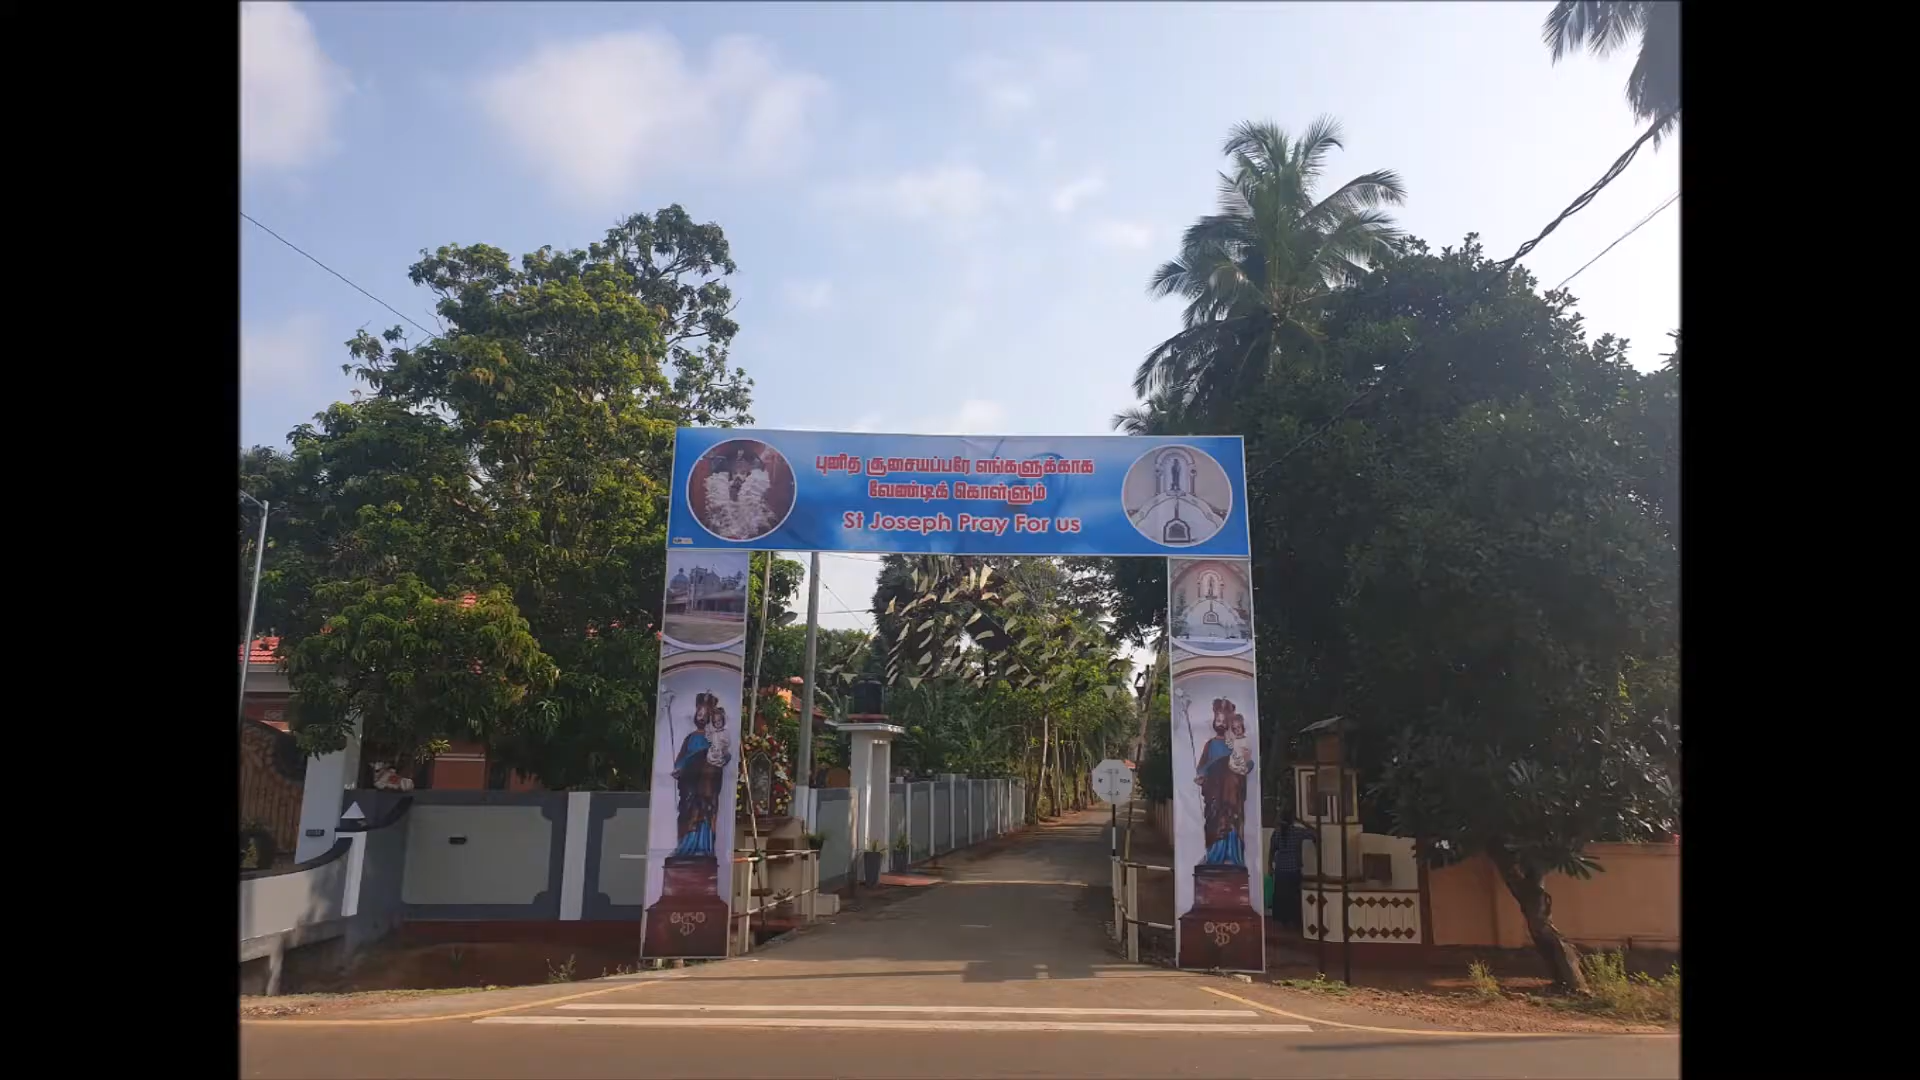 புனித சூசையப்பரே எங்களுக்காக
வேண்டிக் கொள்ளும்
St Joseph Pray For us